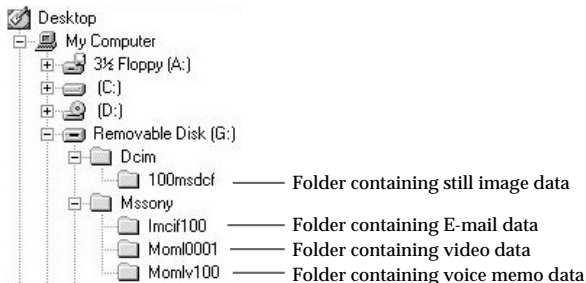 Desktop
My Computer
3½ Floppy (A:)
(C:)
(D:)
Removable Disk (G:)
Dcim
100msdcf Folder containing still image data
Mssony
Imcif100 Folder containing E-mail data
Moml0001 Folder containing video data
Momlv100 Folder containing voice memo data